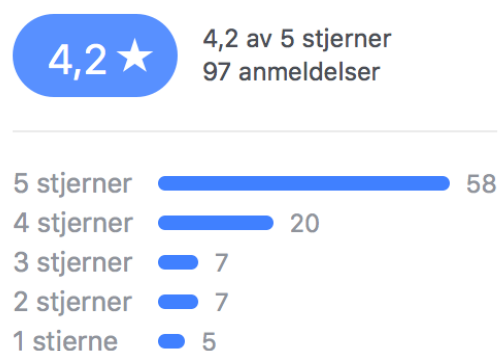 4,2 ★
4,2 av 5 stjerner
97 anmeldelser
5 stjerner 58
4 stjerner 20
3 stjerner 7
2 stjerner 7
1 stjerne 5